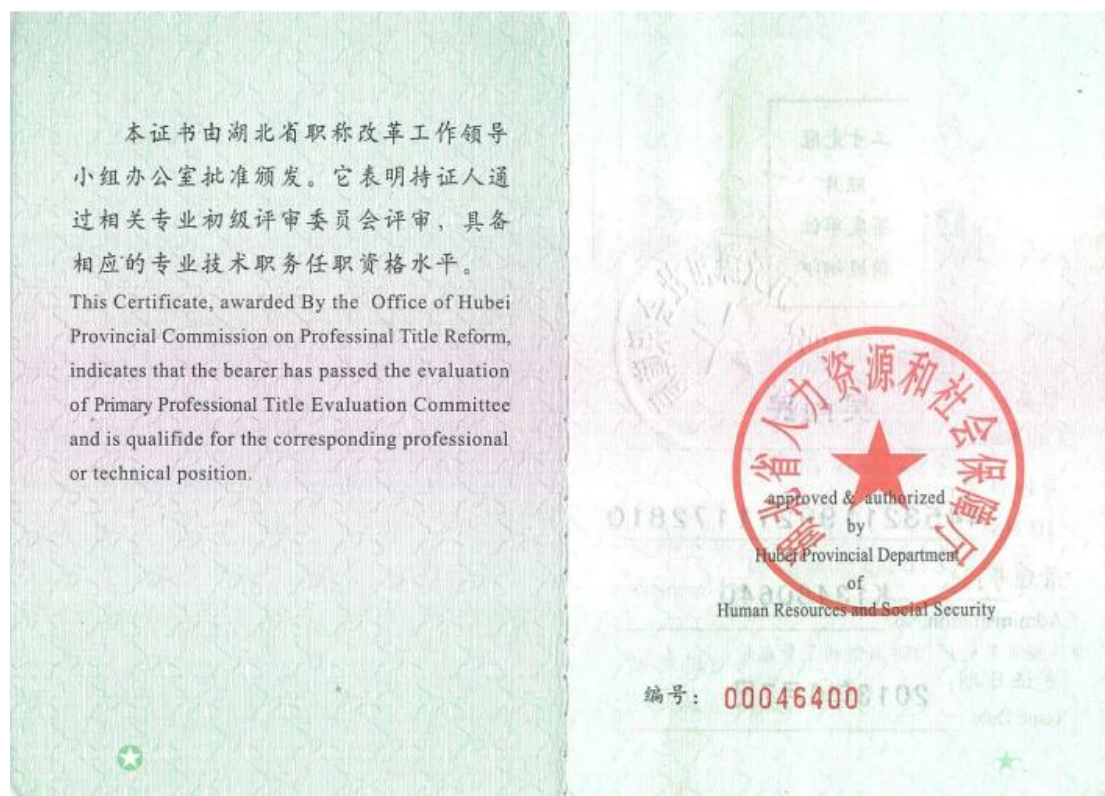 本证书由湖北省职称改革工作领导
小组办公室批准颁发。它表明持证人通
过相关专业初级评审委员会评审，具备
相应的专业技术职务任职资格水平。
This Certificate, awarded By the Office of Hubei
Provincial Commission on Professinal Title Reform,
indicates that the bearer has passed the evaluation
of Primary Professional Title Evaluation Committee
and is qualifide for the corresponding professional
or technical position.
湖北省人力资源和社会保障厅
approved & authorized
by
Hubei Provincial Department
of
Human Resources and Social Security
编号: 00046400